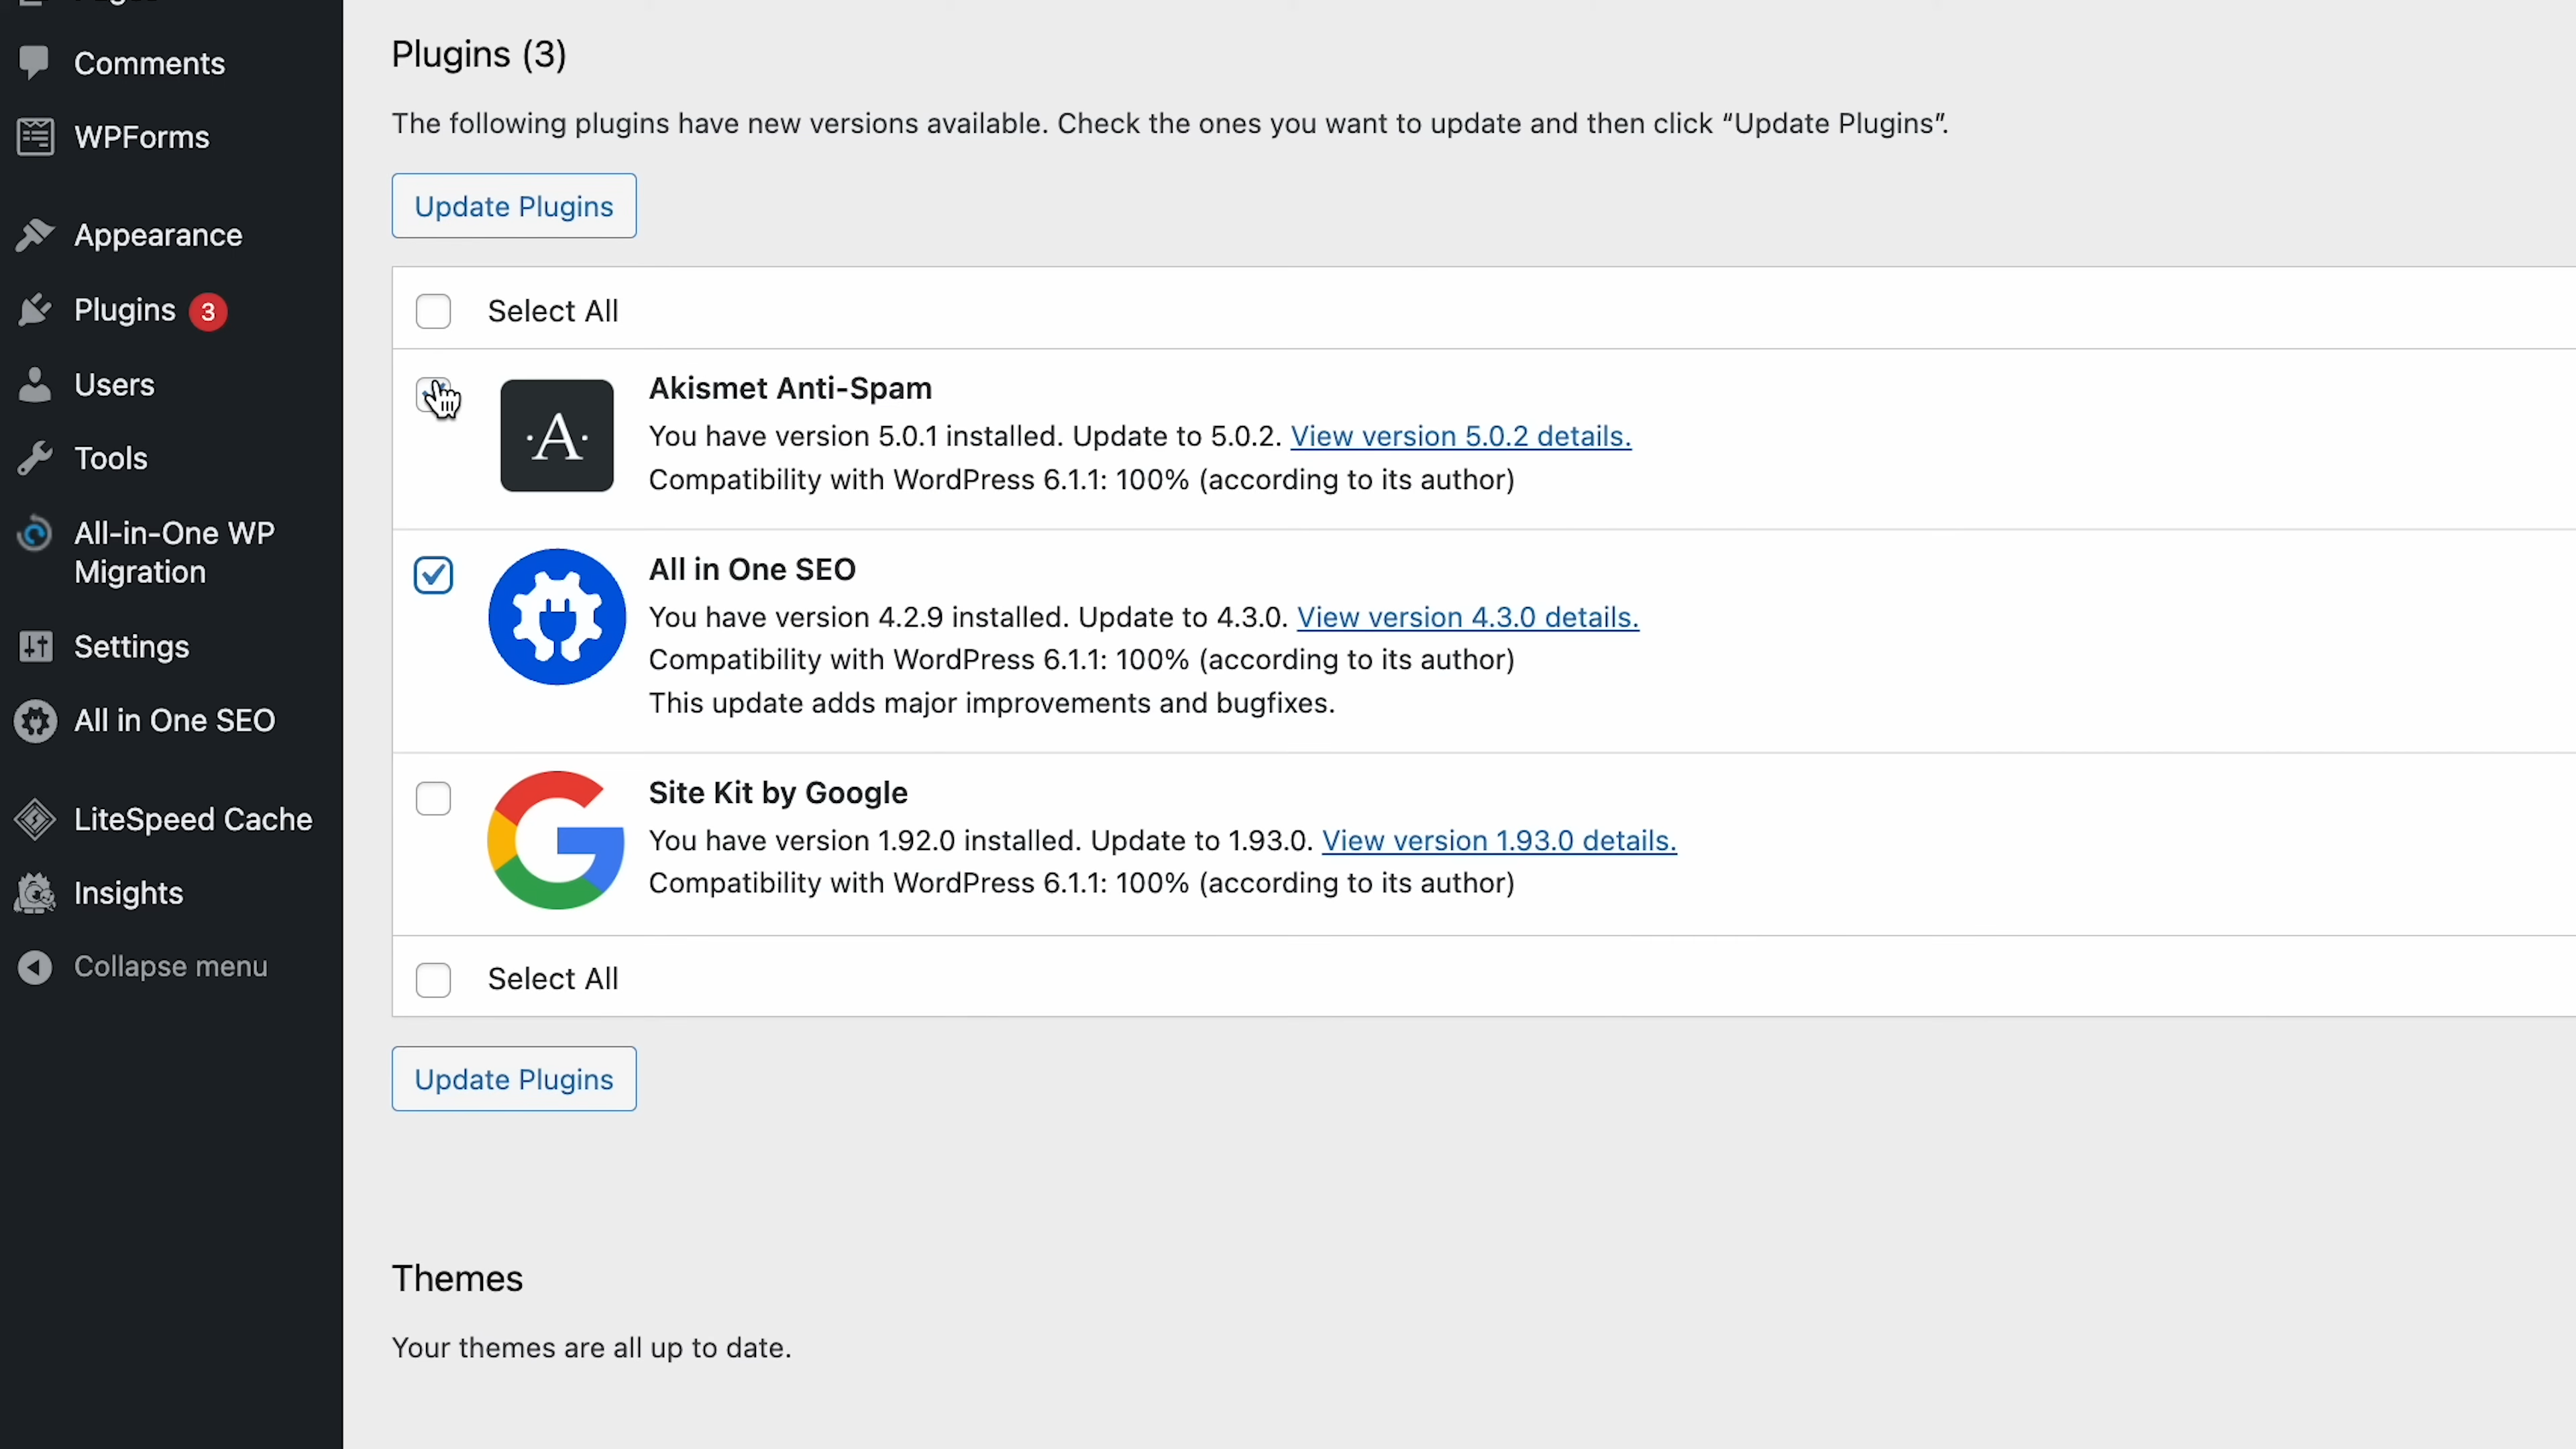 Comments
WPForms
Appearance
Plugins 3
Users
Tools
All-in-One WP
Migration
Settings
All in One SEO
LiteSpeed Cache
Insights
Collapse menu
Plugins (3)
The following plugins have new versions available. Check the ones you want to update and then click “Update Plugins”.
Update Plugins
Select All
·A·
Akismet Anti-Spam
You have version 5.0.1 installed. Update to 5.0.2. View version 5.0.2 details.
Compatibility with WordPress 6.1.1: 100% (according to its author)
All in One SEO
You have version 4.2.9 installed. Update to 4.3.0. View version 4.3.0 details.
Compatibility with WordPress 6.1.1: 100% (according to its author)
This update adds major improvements and bugfixes.
G
Site Kit by Google
You have version 1.92.0 installed. Update to 1.93.0. View version 1.93.0 details.
Compatibility with WordPress 6.1.1: 100% (according to its author)
Select All
Update Plugins
Themes
Your themes are all up to date.